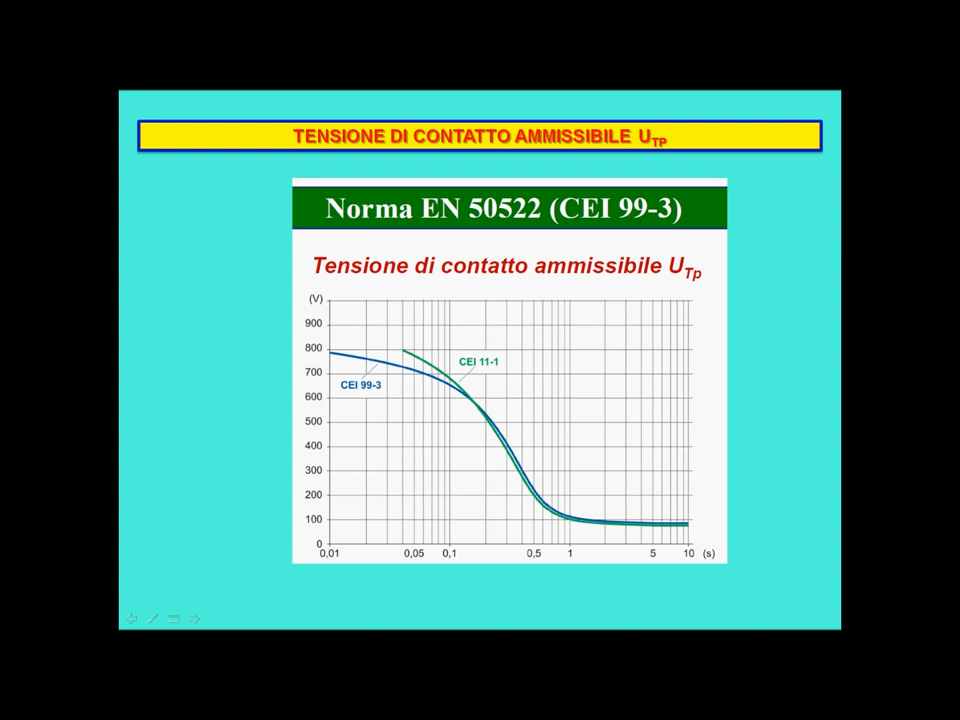 TENSIONE DI CONTATTO AMMISSIBILE UTP
Norma EN 50522 (CEI 99-3)
Tensione di contatto ammissibile UTp
(V)
900
800
700
600
500
400
300
200
100
0
CEI 11-1
CEI 99-3
0.01 0,05 0,1 0,5 1 5 10 (s)